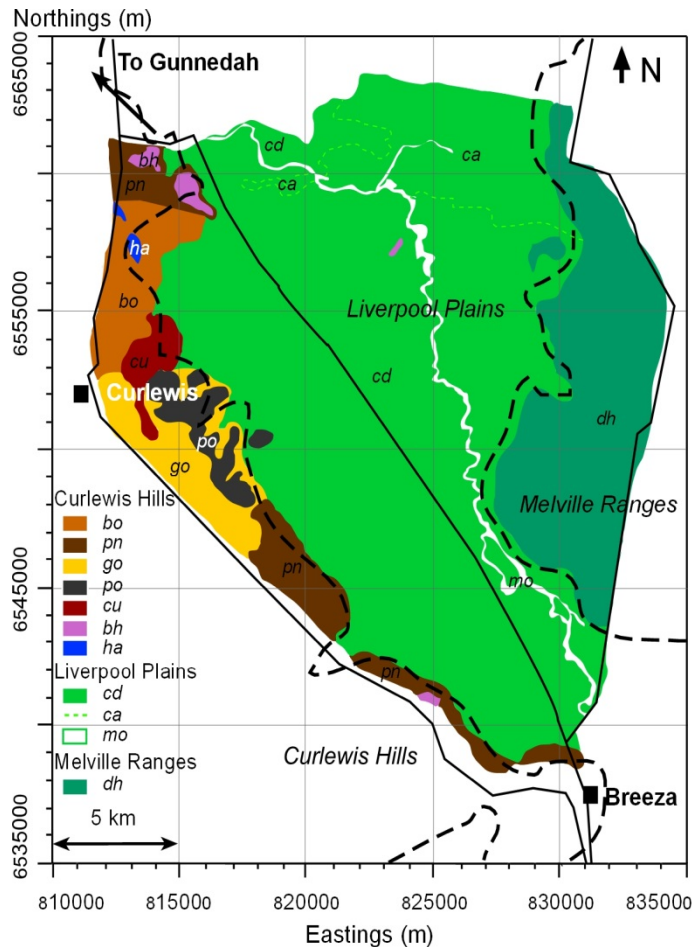 Northings (m)
6565000
6555000
6545000
6535000
To Gunnedah
N
cd
ca
ca
bh
pn
ha
bo
Liverpool Plains
cu
cd
Curlewis
po
dh
go
Melville Ranges
pn
mo
pn
Curlewis Hills
Breeza
Curlewis Hills
bo
pn
go
po
cu
bh
ha
Liverpool Plains
cd
ca
mo
Melville Ranges
dh
5 km
810000 815000 820000 825000 830000 835000
Eastings (m)